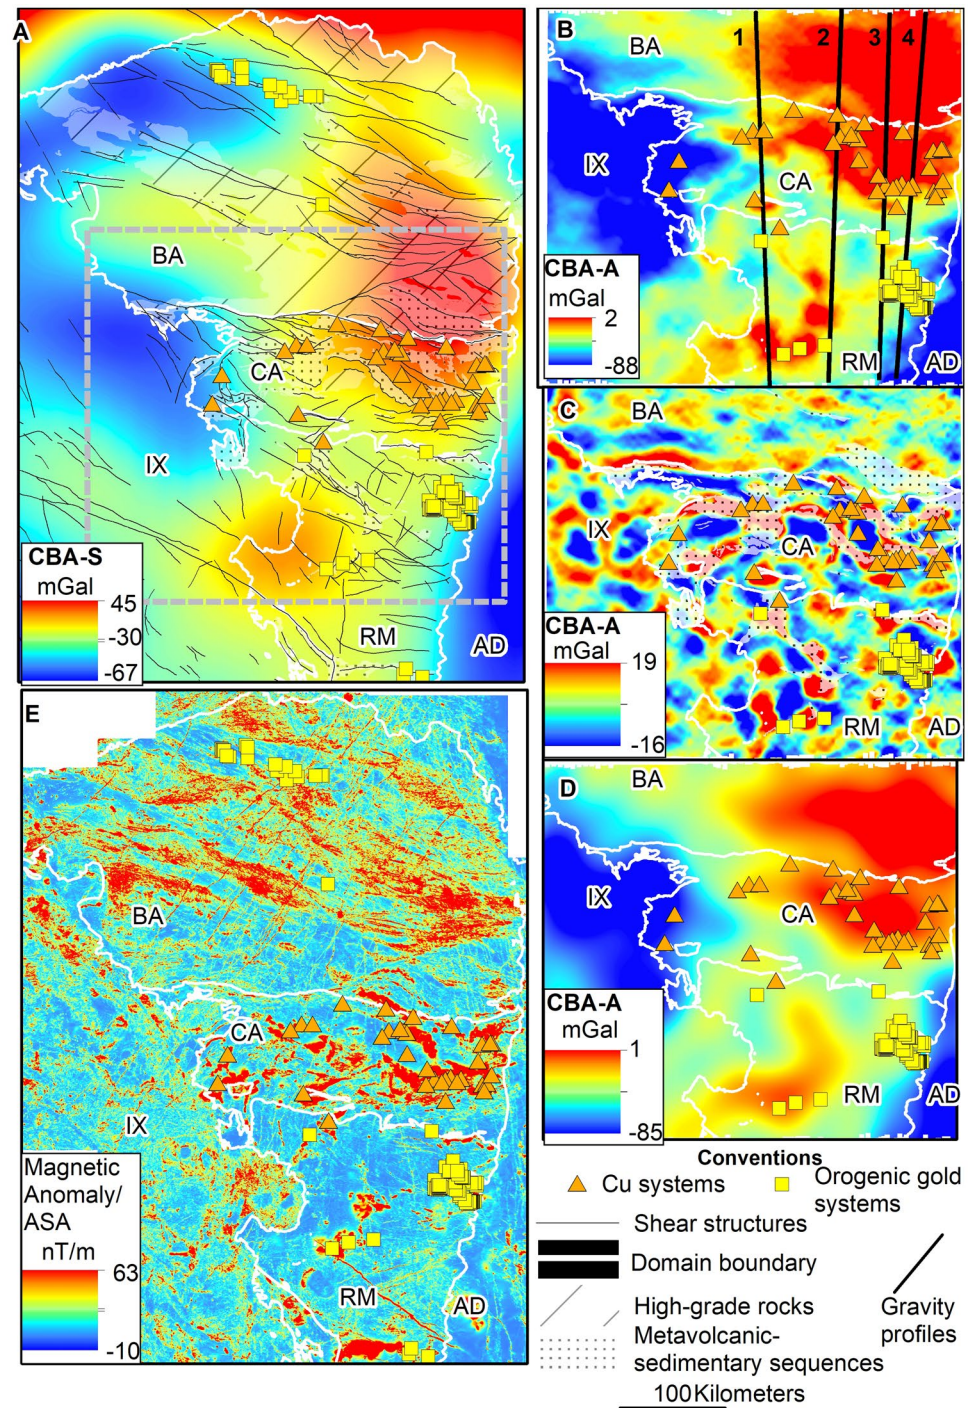 A
BA
CA
IX
RM
AD
CBA-S
mGal
45
-30
-67
B
1
2
3
4
BA
IX
CA
RM
AD
CBA-A
mGal
2
-88
C
BA
IX
CA
RM
AD
CBA-A
mGal
19
-16
D
BA
IX
CA
RM
AD
CBA-A
mGal
1
-85
E
BA
CA
IX
RM
AD
Magnetic
Anomaly/
ASA
nT/m
63
-10
Conventions
Cu systems
Orogenic gold
systems
Shear structures
Domain boundary
High-grade rocks
Metavolcanic-
sedimentary sequences
Gravity
profiles
100Kilometers